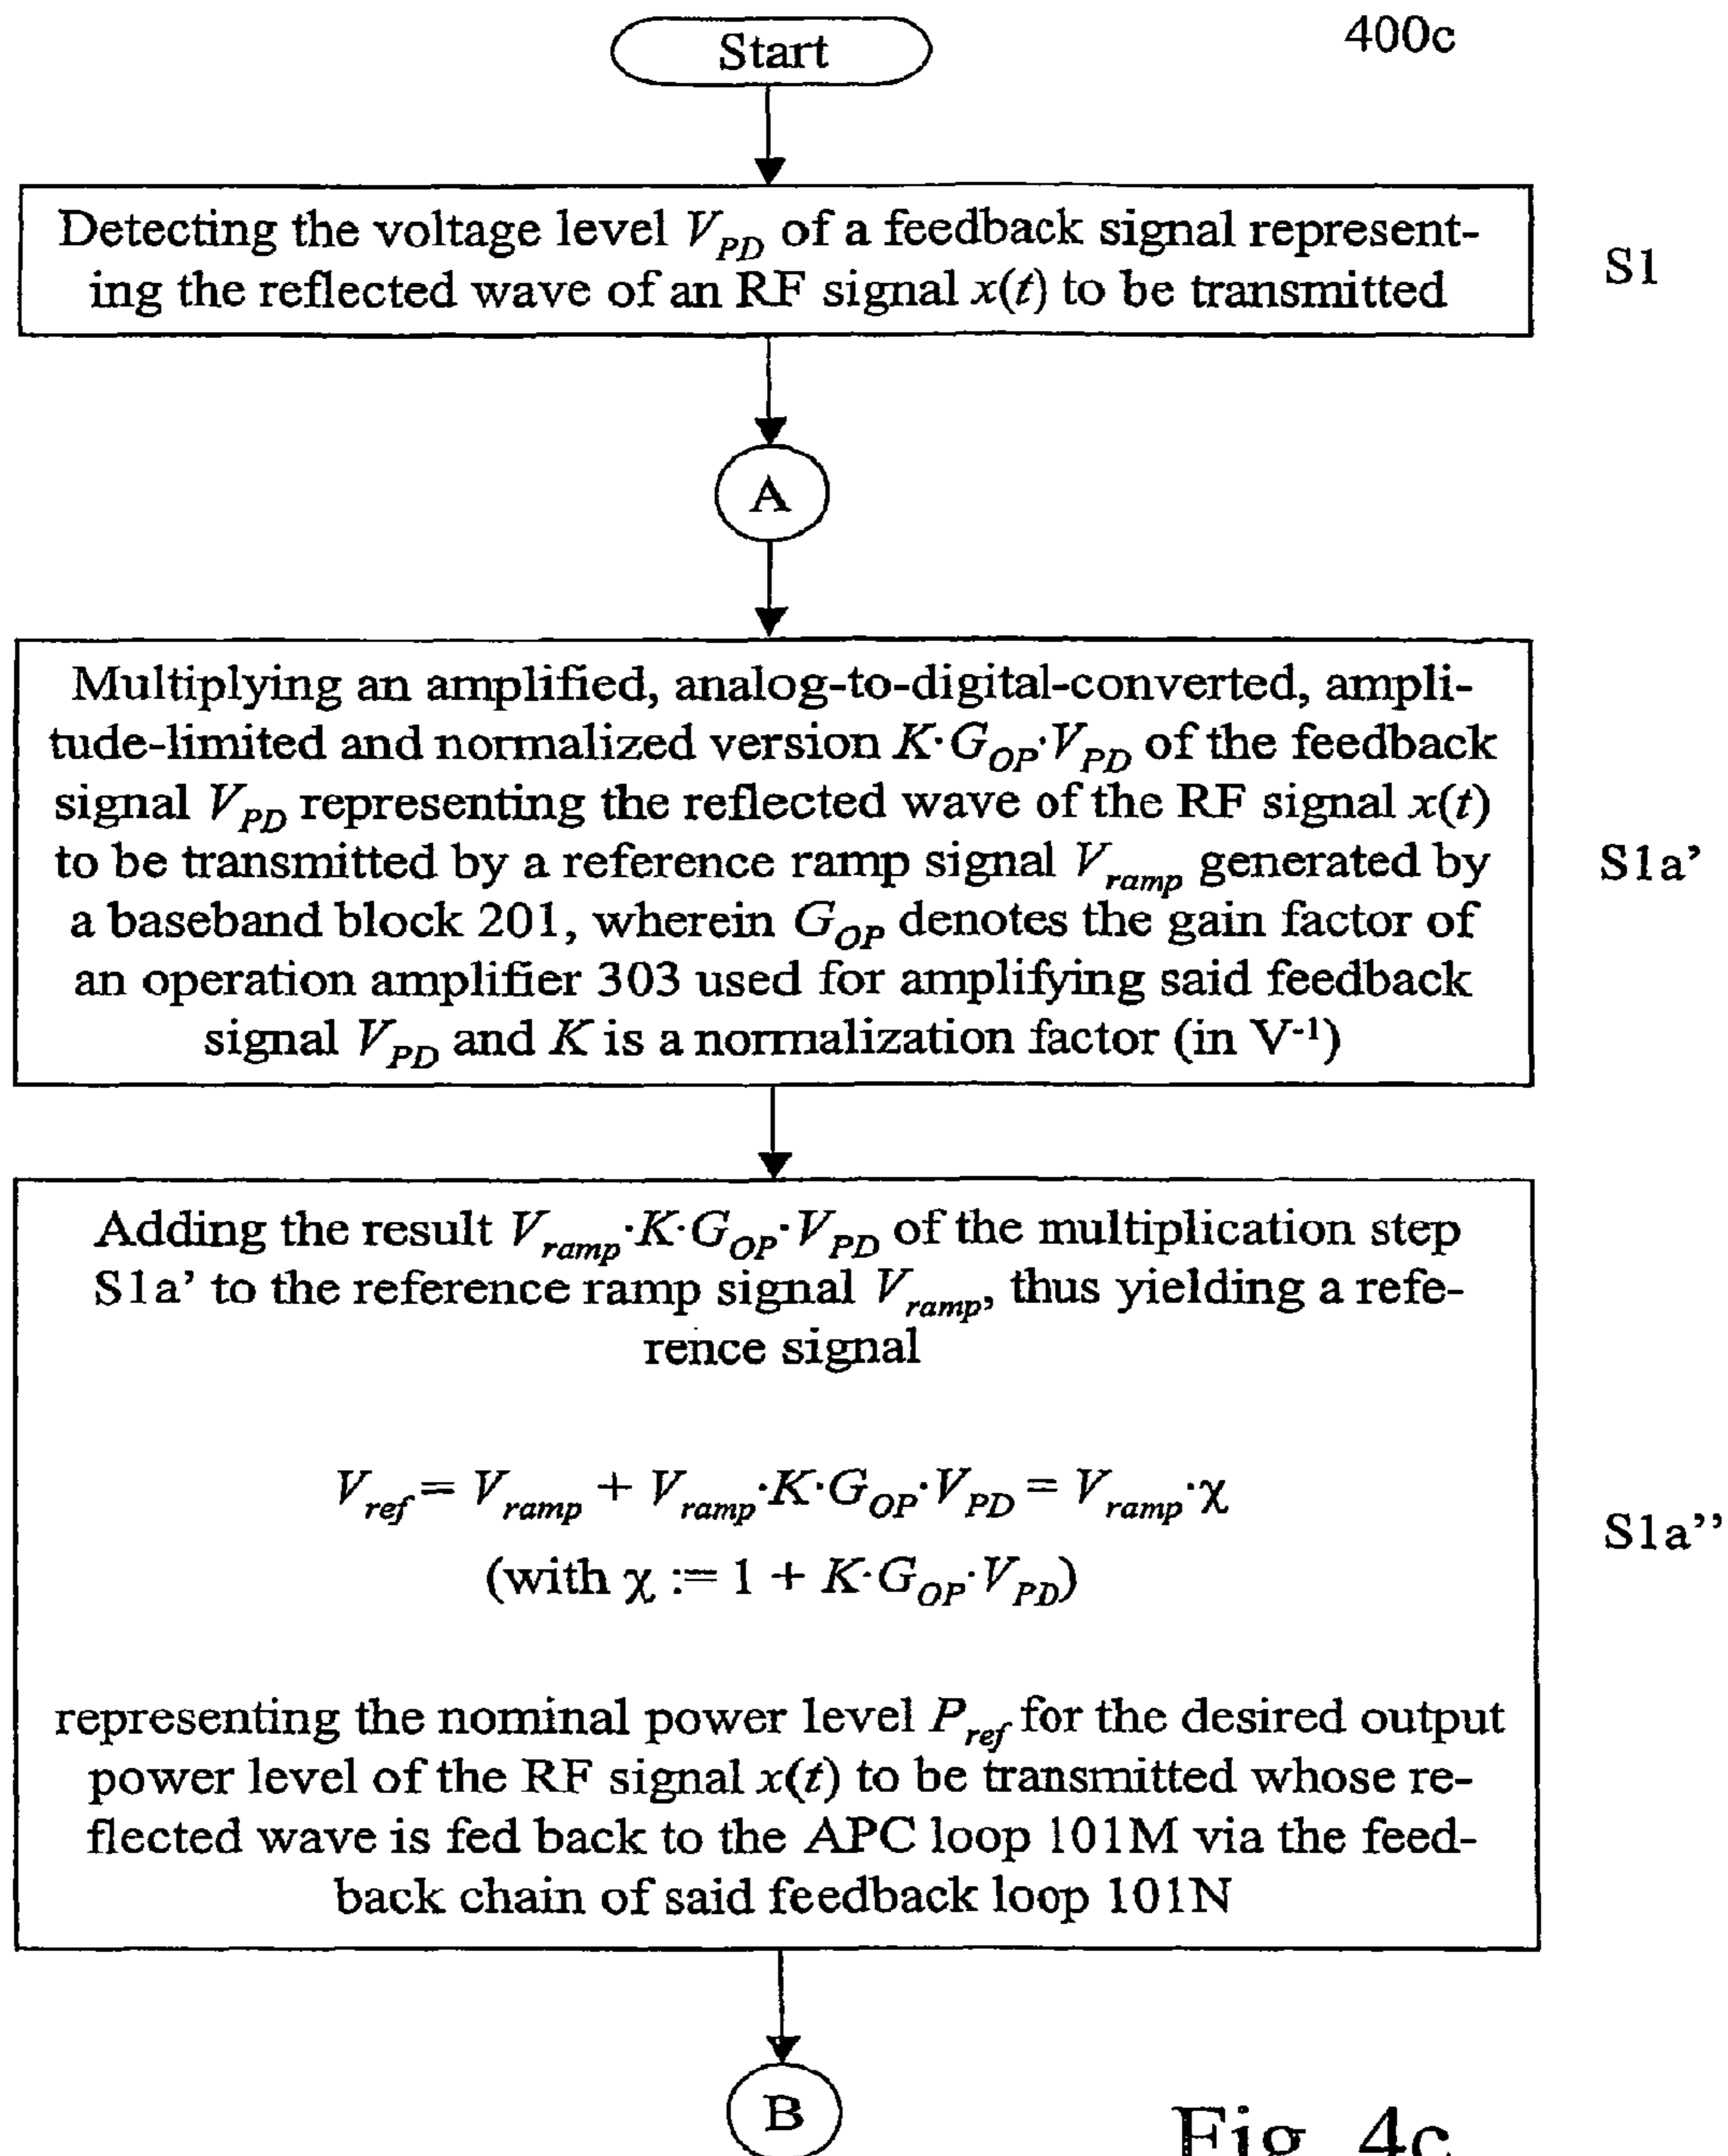 400c
Start
Detecting the voltage level V_PD of a feedback signal represent-
ing the reflected wave of an RF signal x(t) to be transmitted
S1
A
Multiplying an amplified, analog-to-digital-converted, ampli-
tude-limited and normalized version K·G_OP·V_PD of the feedback
signal V_PD representing the reflected wave of the RF signal x(t)
to be transmitted by a reference ramp signal V_ramp generated by
a baseband block 201, wherein G_OP denotes the gain factor of
an operation amplifier 303 used for amplifying said feedback
signal V_PD and K is a normalization factor (in V⁻¹)
S1a’
Adding the result V_ramp·K·G_OP·V_PD of the multiplication step
S1a’ to the reference ramp signal V_ramp, thus yielding a refe-
rence signal
V_ref = V_ramp + V_ramp·K·G_OP·V_PD = V_ramp·χ
(with χ := 1 + K·G_OP·V_PD)
S1a’’
representing the nominal power level P_ref for the desired output
power level of the RF signal x(t) to be transmitted whose re-
flected wave is fed back to the APC loop 101M via the feed-
back chain of said feedback loop 101N
B
Fig. 4c